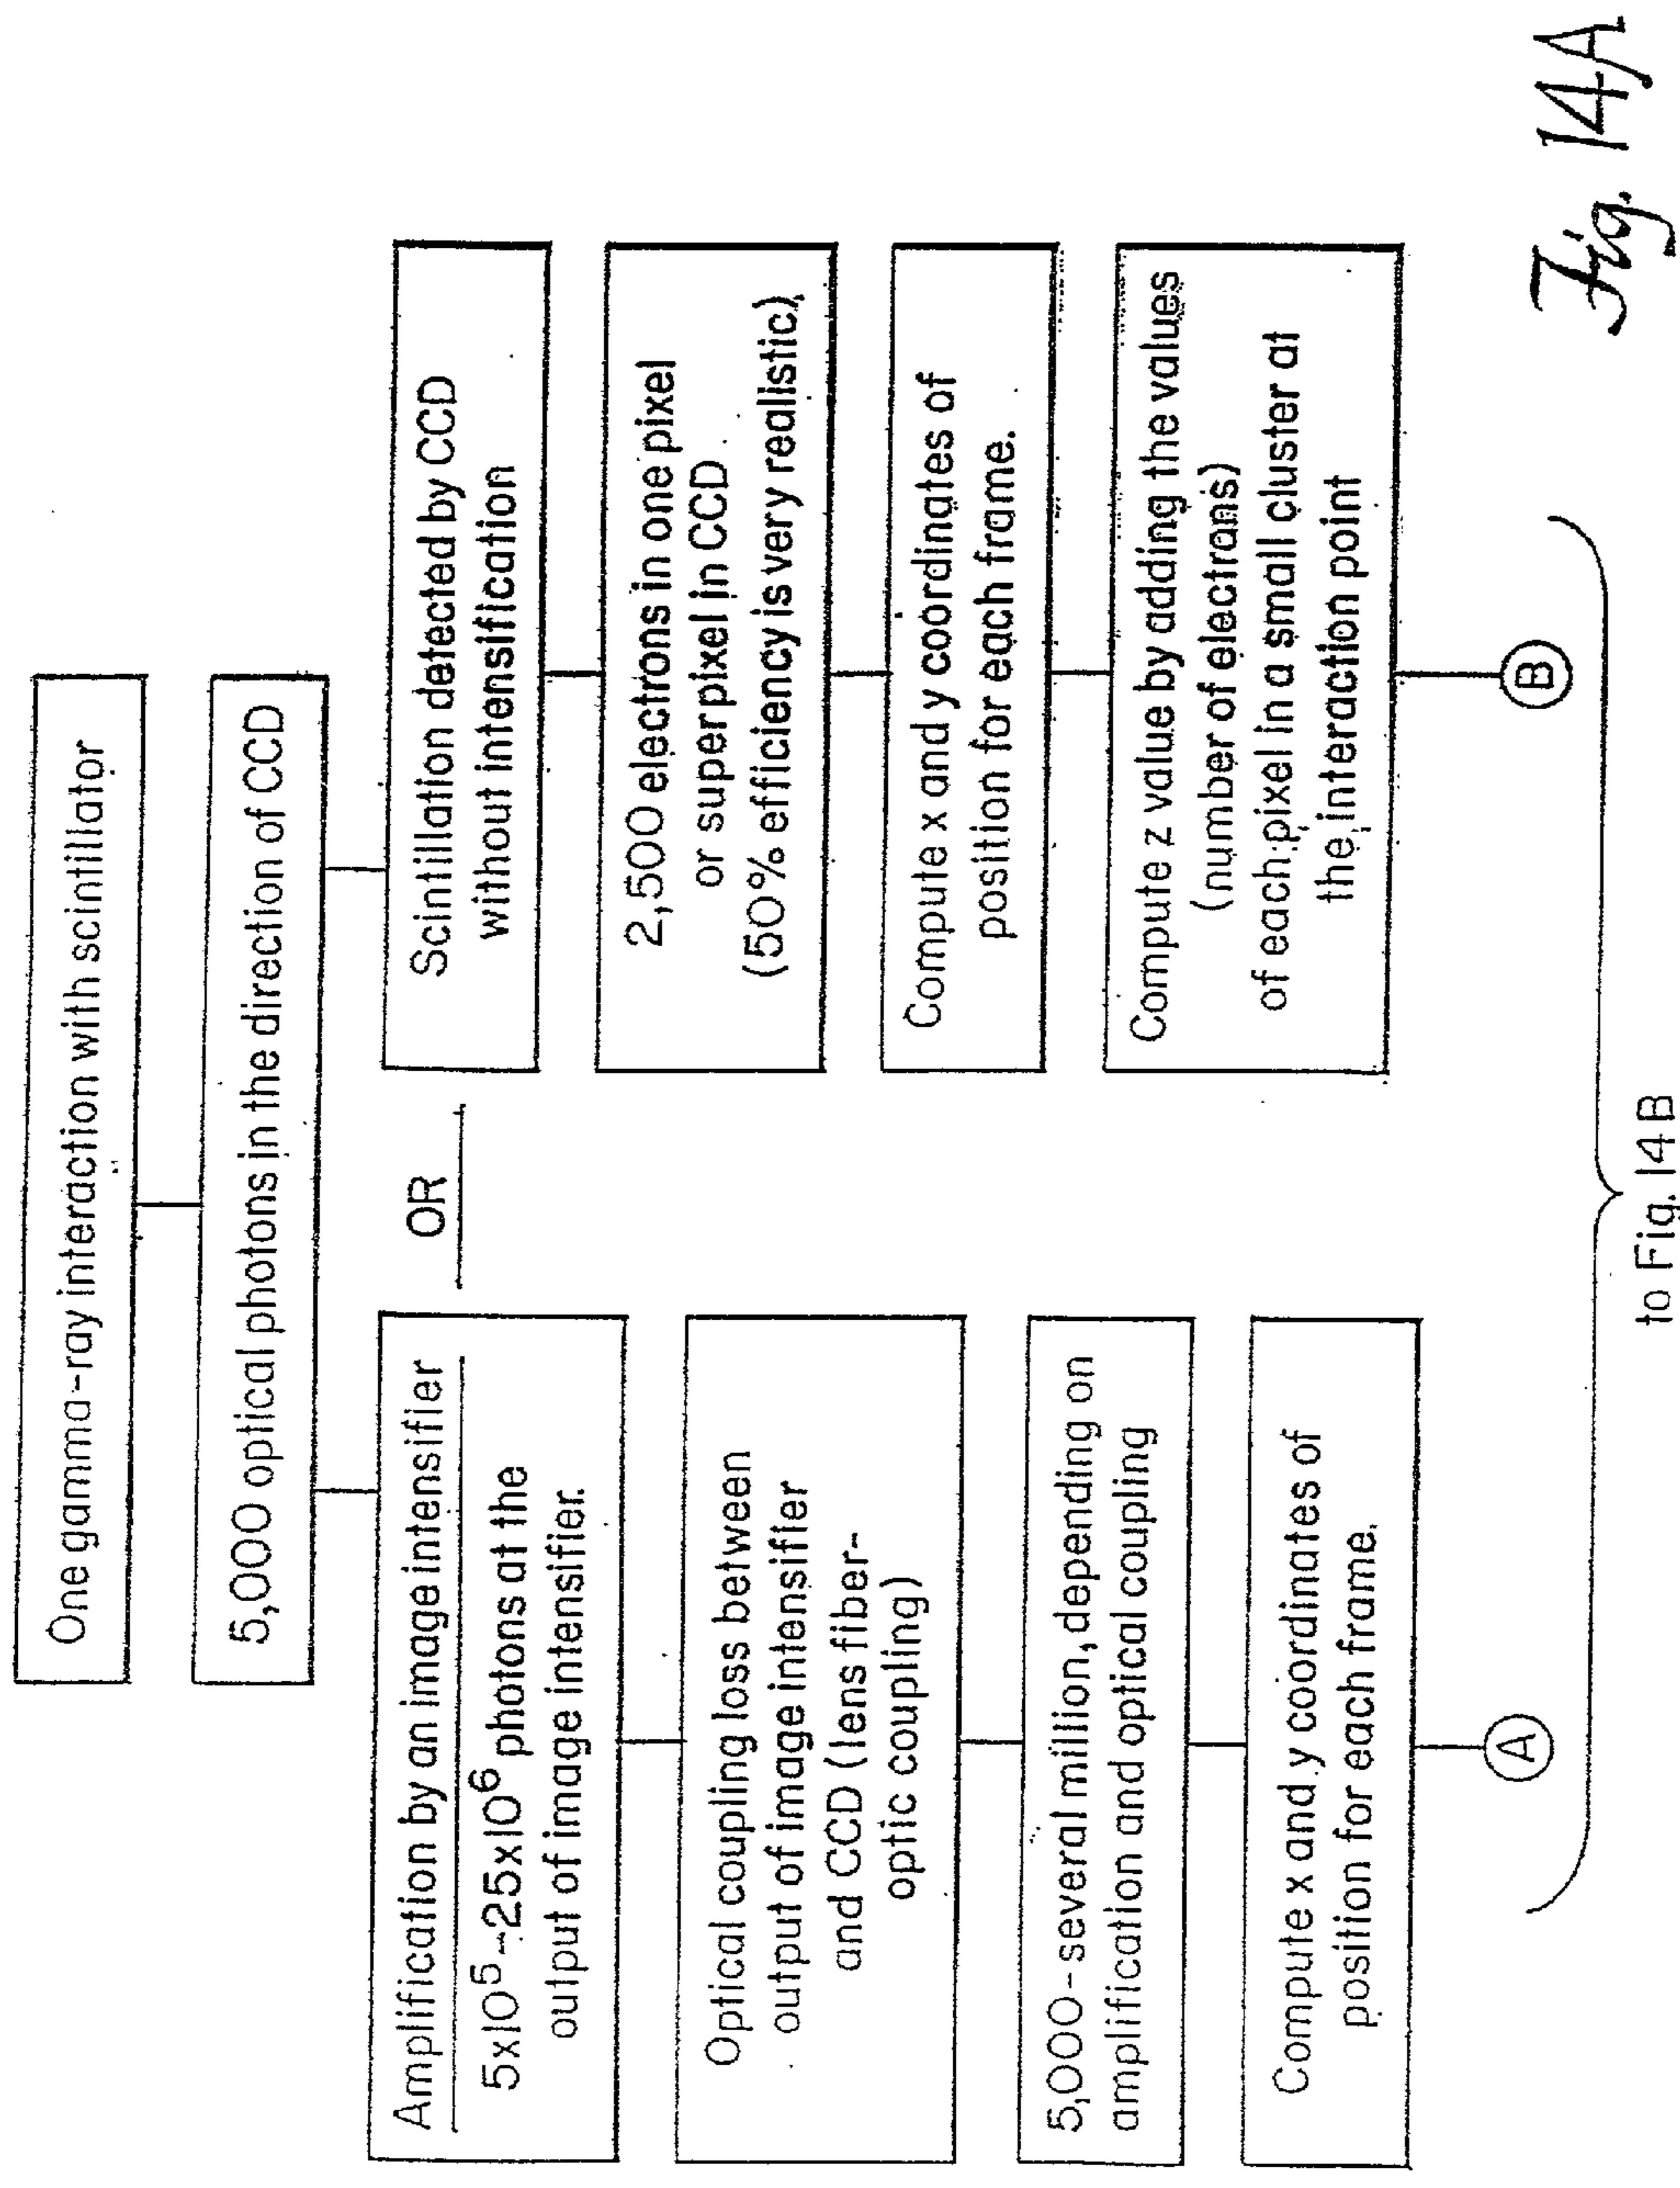 One gamma-ray interaction with scintillator
5,000 optical photons in the direction of CCD
Amplification by an image intensifier
5x10⁵-25x10⁶ photons at the
output of image intensifier.
Optical coupling loss between
output of image intensifier
and CCD (lens fiber-
optic coupling)
5,000-several million, depending on
amplification and optical coupling
Compute x and y coordinates of
position for each frame.
A
OR
Scintillation detected by CCD
without intensification
2,500 electrons in one pixel
or superpixel in CCD
(50% efficiency is very realistic)
Compute x and y coordinates of
position for each frame.
Compute z value by adding the values
(number of electrons)
of each pixel in a small cluster at
the interaction point
B
to Fig. 14B
Fig. 14A